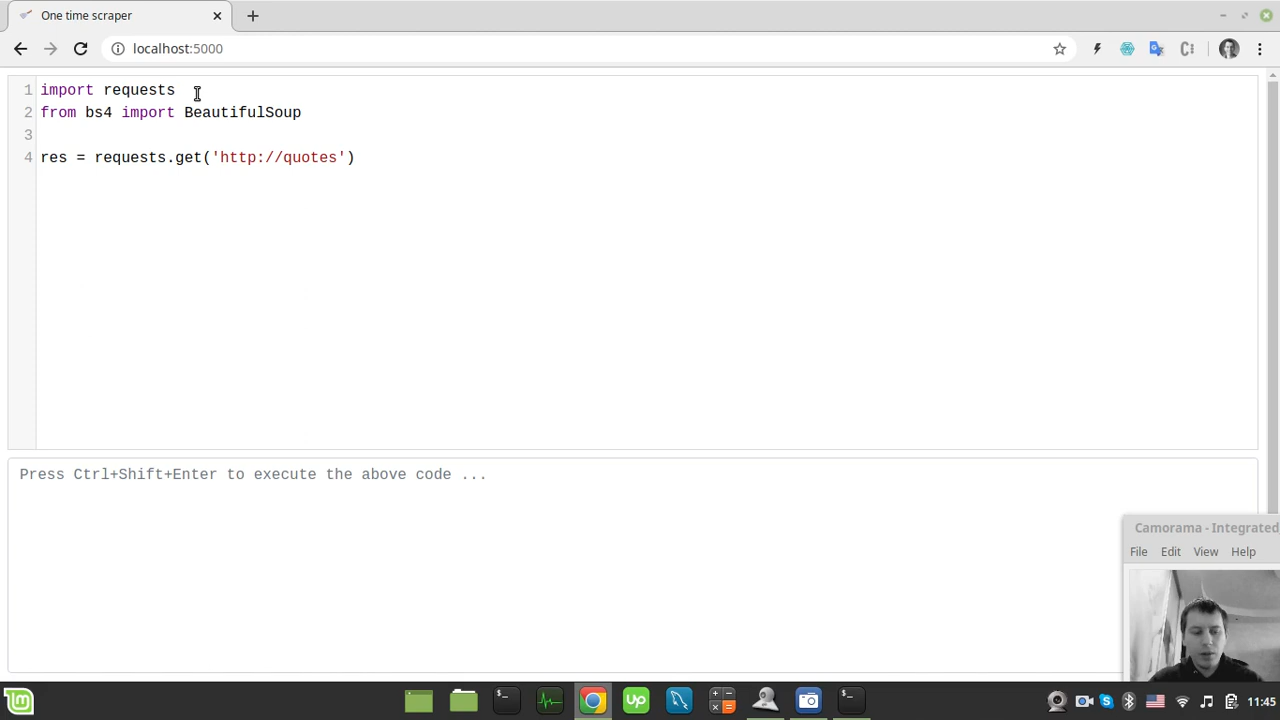 One time scraper
localhost:5000
1 import requests
2 from bs4 import BeautifulSoup
3
4 res = requests.get('http://quotes')
Press Ctrl+Shift+Enter to execute the above code ...
Camorama - Integrated
File Edit View Help
Up
11:45